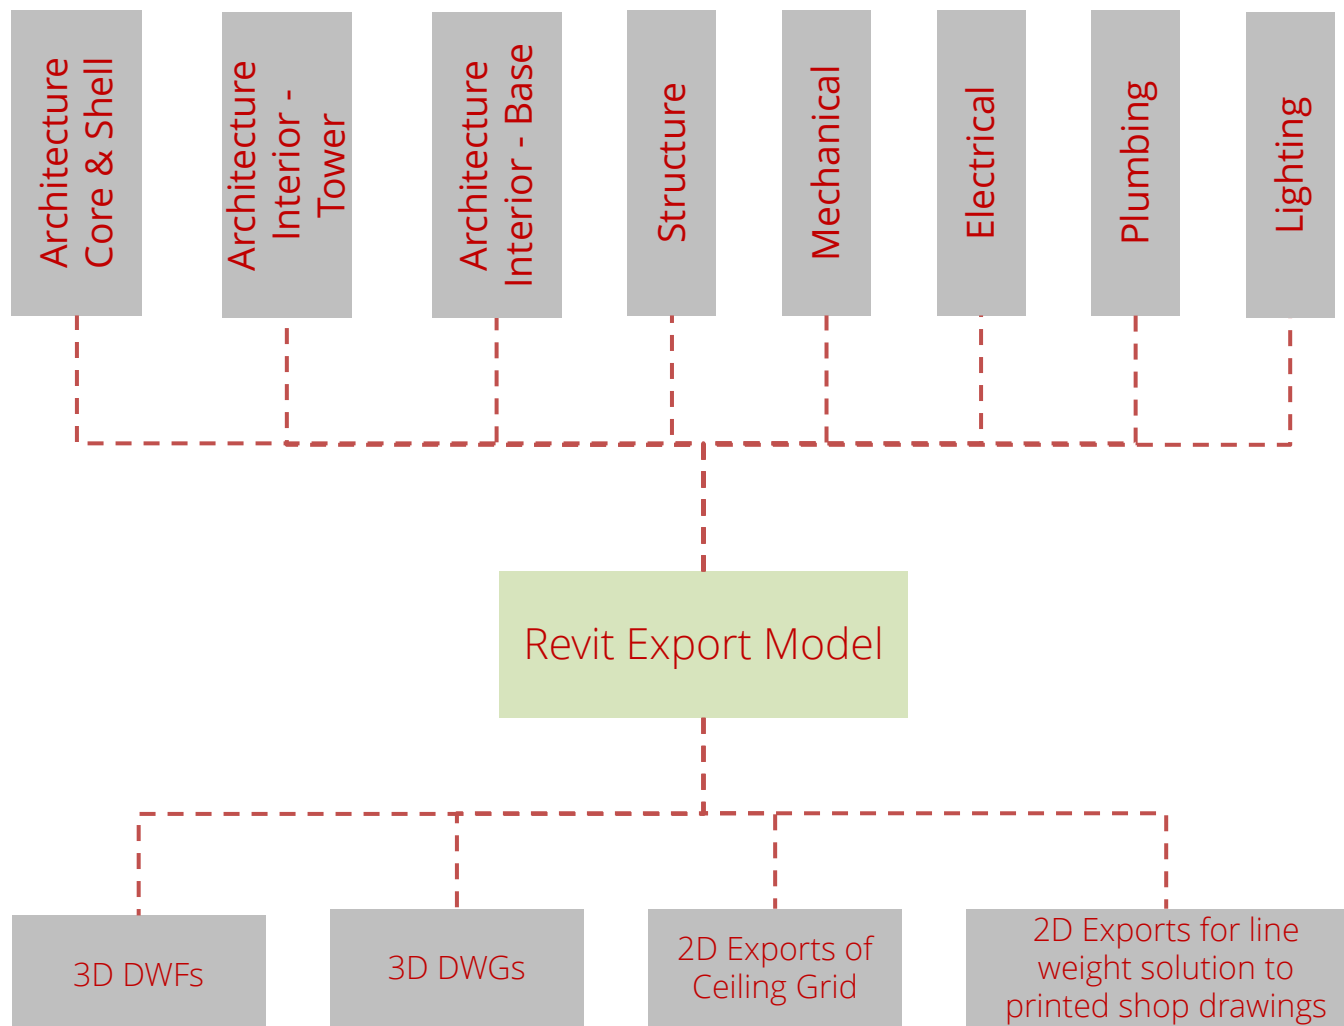 Architecture
Core & Shell
Architecture
Interior -
Tower
Architecture
Interior - Base
Structure
Mechanical
Electrical
Plumbing
Lighting
Revit Export Model
3D DWFs
3D DWGs
2D Exports of
Ceiling Grid
2D Exports for line
weight solution to
printed shop drawings